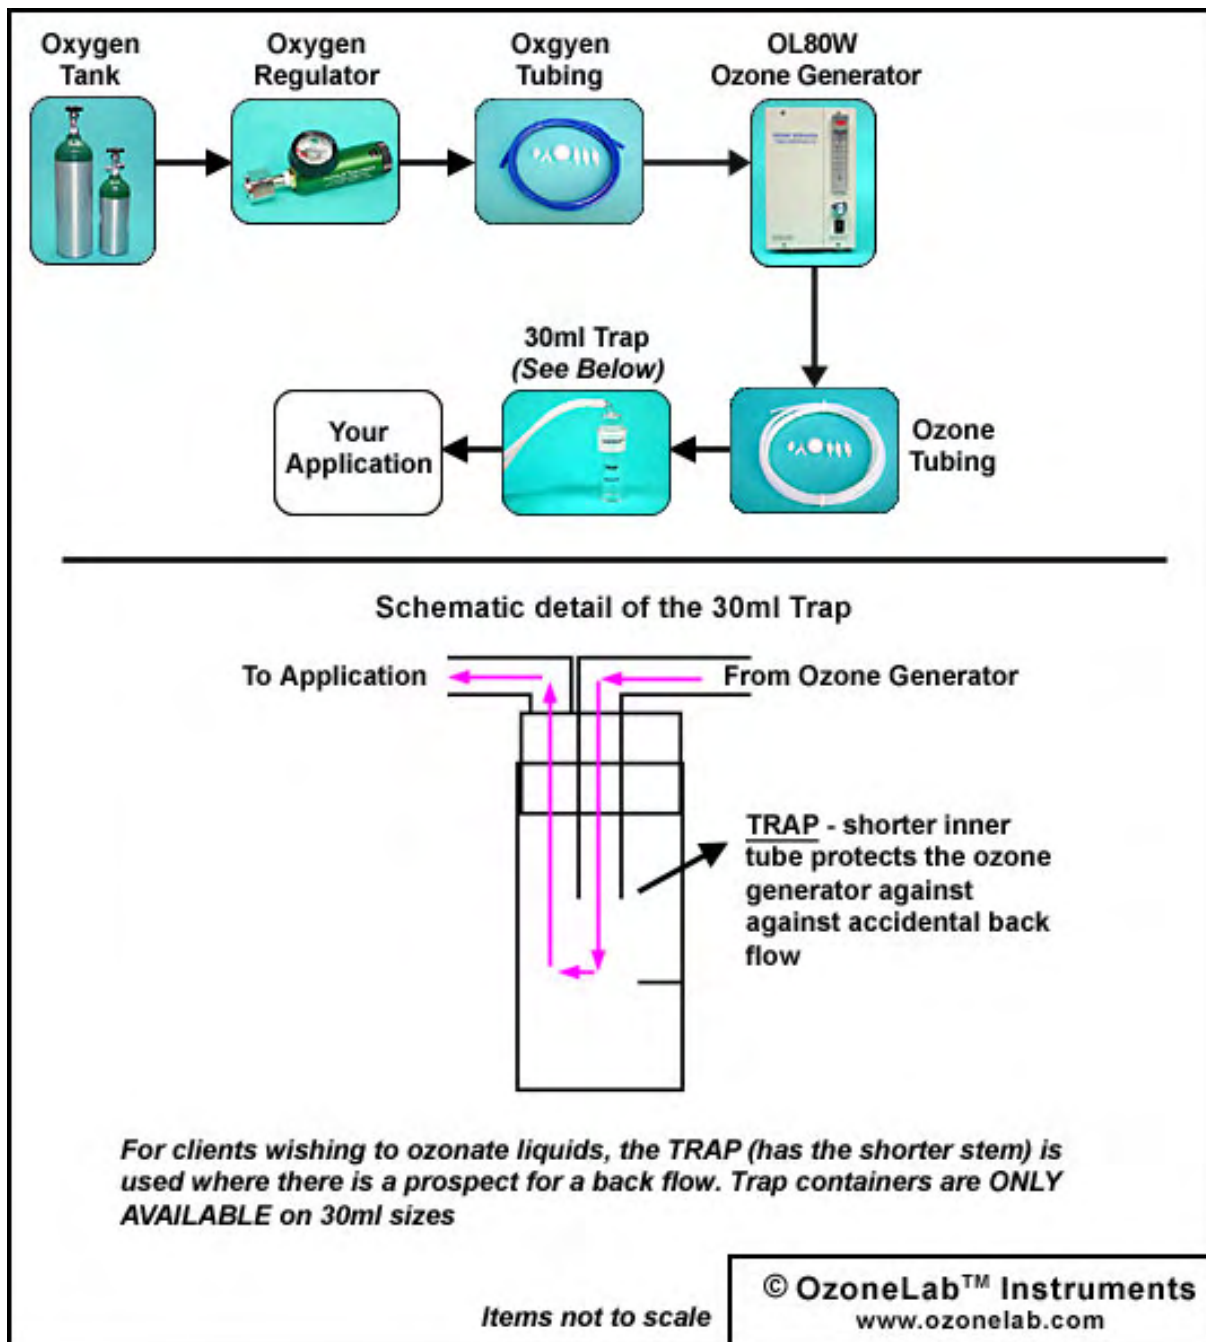 Oxygen
Tank
Oxygen
Regulator
Oxgyen
Tubing
OL80W
Ozone Generator
30ml Trap
(See Below)
Your
Application
Ozone
Tubing
Schematic detail of the 30ml Trap
To Application
From Ozone Generator
TRAP - shorter inner
tube protects the ozone
generator against
against accidental back
flow
For clients wishing to ozonate liquids, the TRAP (has the shorter stem) is
used where there is a prospect for a back flow. Trap containers are ONLY
AVAILABLE on 30ml sizes
Items not to scale
© OzoneLab™ Instruments
www.ozonelab.com